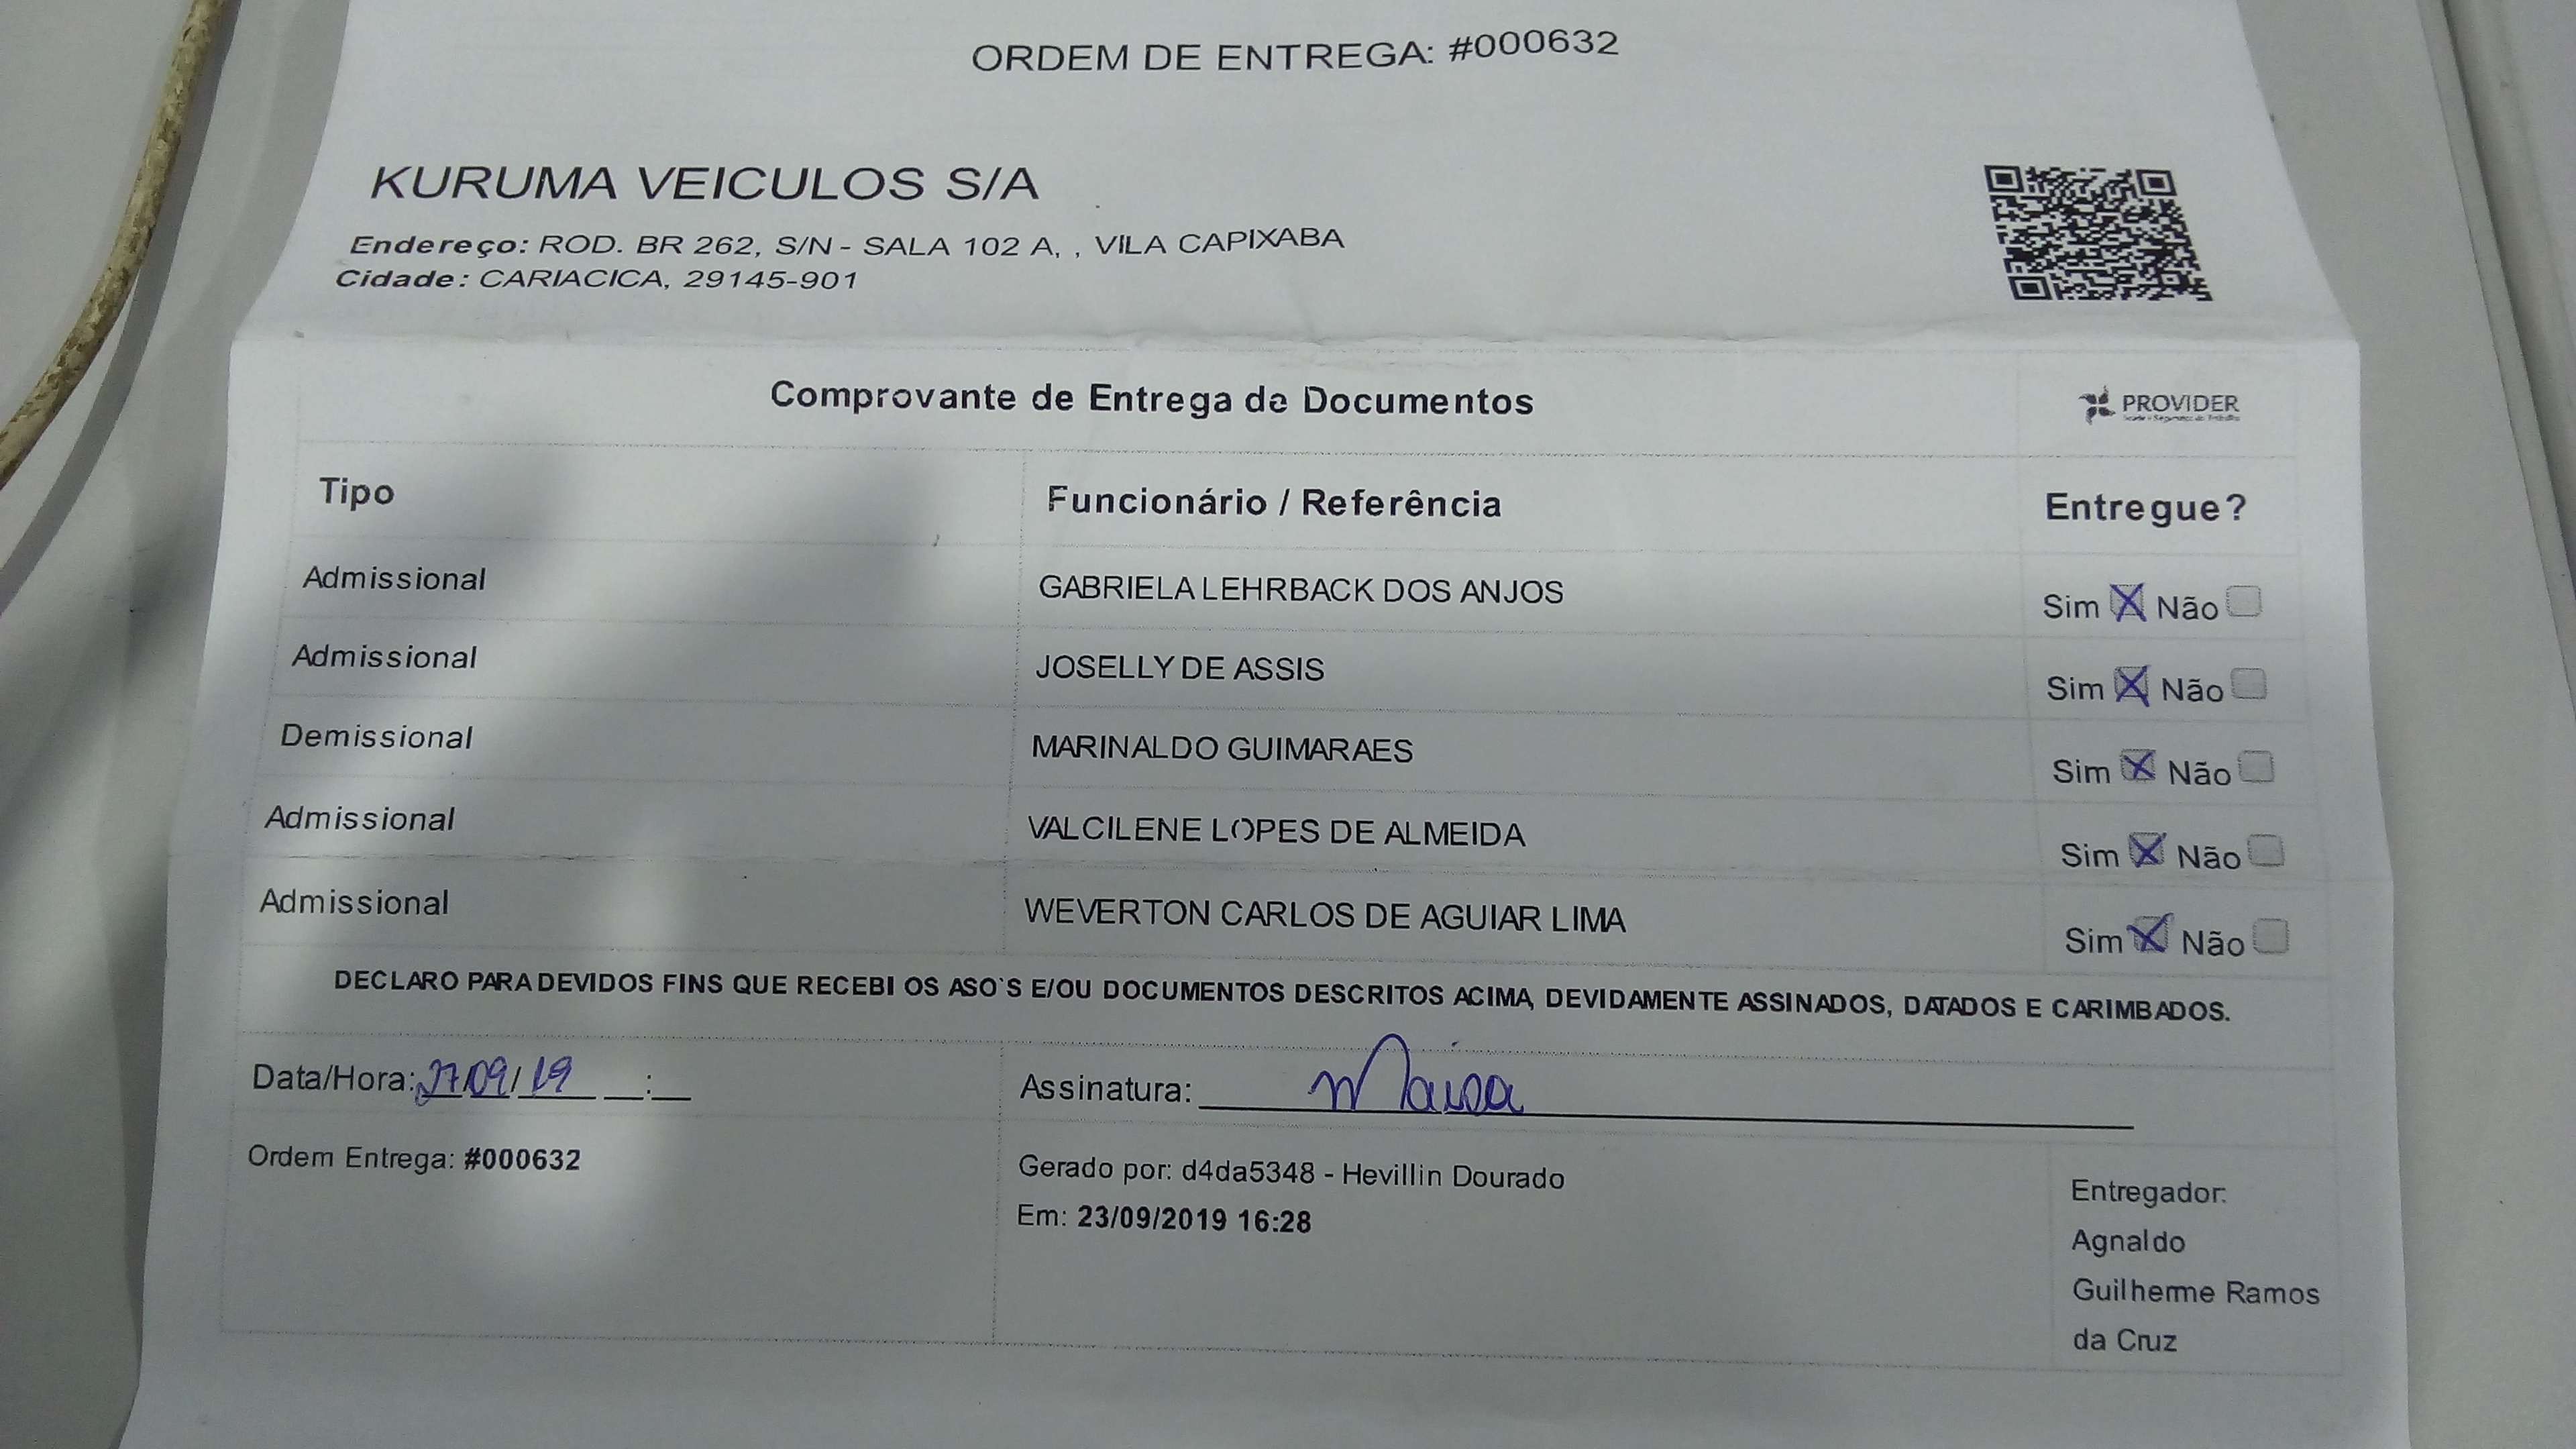 ORDEM DE ENTREGA: #000632
KURUMA VEICULOS S/A
Endereço: ROD. BR 262, S/N - SALA 102 A, , VILA CAPIXABA
Cidade: CARIACICA, 29145-901
Comprovante de Entrega de Documentos
PROVIDER
Saúde e Segurança do Trabalho
Tipo Funcionário / Referência Entregue?
Admissional GABRIELA LEHRBACK DOS ANJOS Sim X Não
Admissional JOSELLY DE ASSIS Sim X Não
Demissional MARINALDO GUIMARAES Sim X Não
Admissional VALCILENE LOPES DE ALMEIDA Sim X Não
Admissional WEVERTON CARLOS DE AGUIAR LIMA Sim X Não
DECLARO PARA DEVIDOS FINS QUE RECEBI OS ASO`S E/OU DOCUMENTOS DESCRITOS ACIMA, DEVIDAMENTE ASSINADOS, DATADOS E CARIMBADOS.
Data/Hora: 27/09/19 __:__ Assinatura: Maisa
Ordem Entrega: #000632
Gerado por: d4da5348 - Hevillin Dourado
Em: 23/09/2019 16:28
Entregador:
Agnaldo
Guilherme Ramos
da Cruz